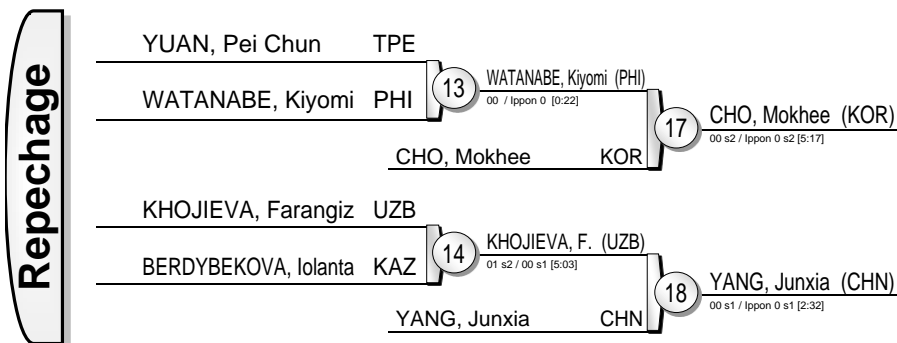 Repechage
YUAN, Pei Chun TPE
WATANABE, Kiyomi PHI
13
WATANABE, Kiyomi (PHI)
00 / Ippon 0 [0:22]
CHO, Mokhee KOR
17
CHO, Mokhee (KOR)
00 s2 / Ippon 0 s2 [5:17]
KHOJIEVA, Farangiz UZB
BERDYBEKOVA, Iolanta KAZ
14
KHOJIEVA, F. (UZB)
01 s2 / 00 s1 [5:03]
YANG, Junxia CHN
18
YANG, Junxia (CHN)
00 s1 / Ippon 0 s1 [2:32]